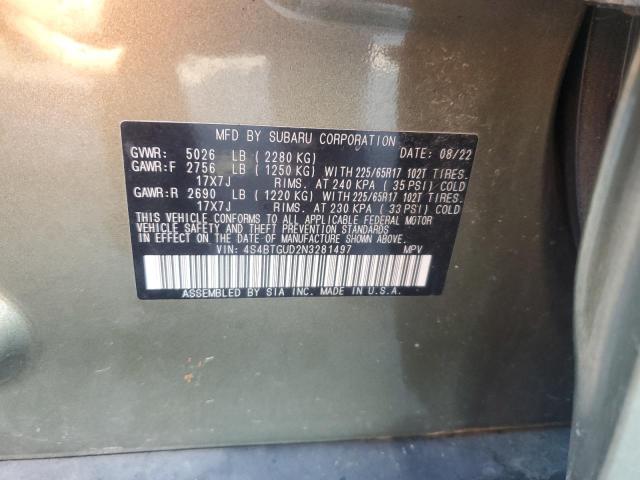 MFD BY SUBARU CORPORATION
GVWR: 5026 LB (2280 KG) DATE: 08/22
GAWR:F 2756 LB (1250 KG) WITH 225/65R17 102T TIRES.
17X7J RIMS. AT 240 KPA (35 PSI) COLD
GAWR:R 2690 LB (1220 KG) WITH 225/65R17 102T TIRES.
17X7J RIMS. AT 230 KPA (33 PSI) COLD
THIS VEHICLE CONFORMS TO ALL APPLICABLE FEDERAL MOTOR
VEHICLE SAFETY AND THEFT PREVENTION STANDARDS IN EFFECT
ON THE DATE OF MANUFACTURE SHOWN ABOVE.
VIN: 4S4BTGUD2N3281497 MPV
ASSEMBLED BY SIA INC. MADE IN U.S.A.